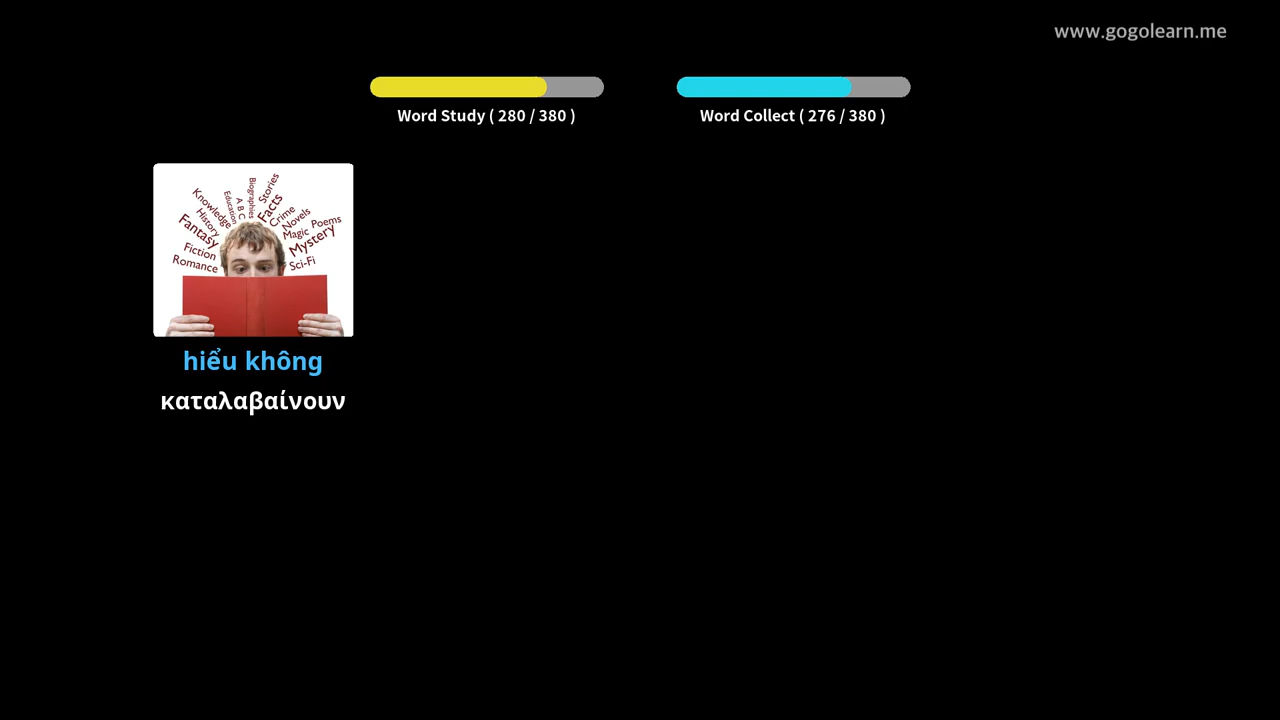 www.gogolearn.me
Word Study ( 280 / 380 )
Word Collect ( 276 / 380 )
Knowledge
History
Fantasy
Fiction
Romance
Education
A B C
Biographies
Stories
Facts
Crime
Novels
Magic
Poems
Mystery
Sci-Fi
hiểu không
καταλαβαίνουν